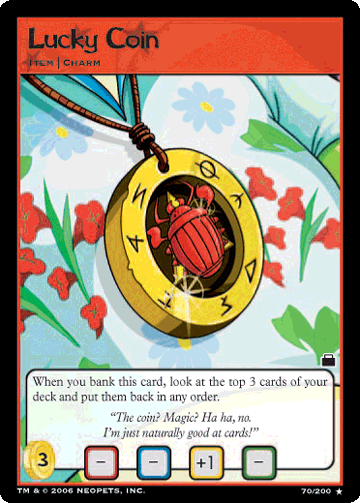 Lucky Coin
Item | Charm
When you bank this card, look at the top 3 cards of your
deck and put them back in any order.
"The coin? Magic? Ha ha, no.
I'm just naturally good at cards!"
3
– – +1 –
TM & © 2006 NEOPETS, INC.
70/200 ★